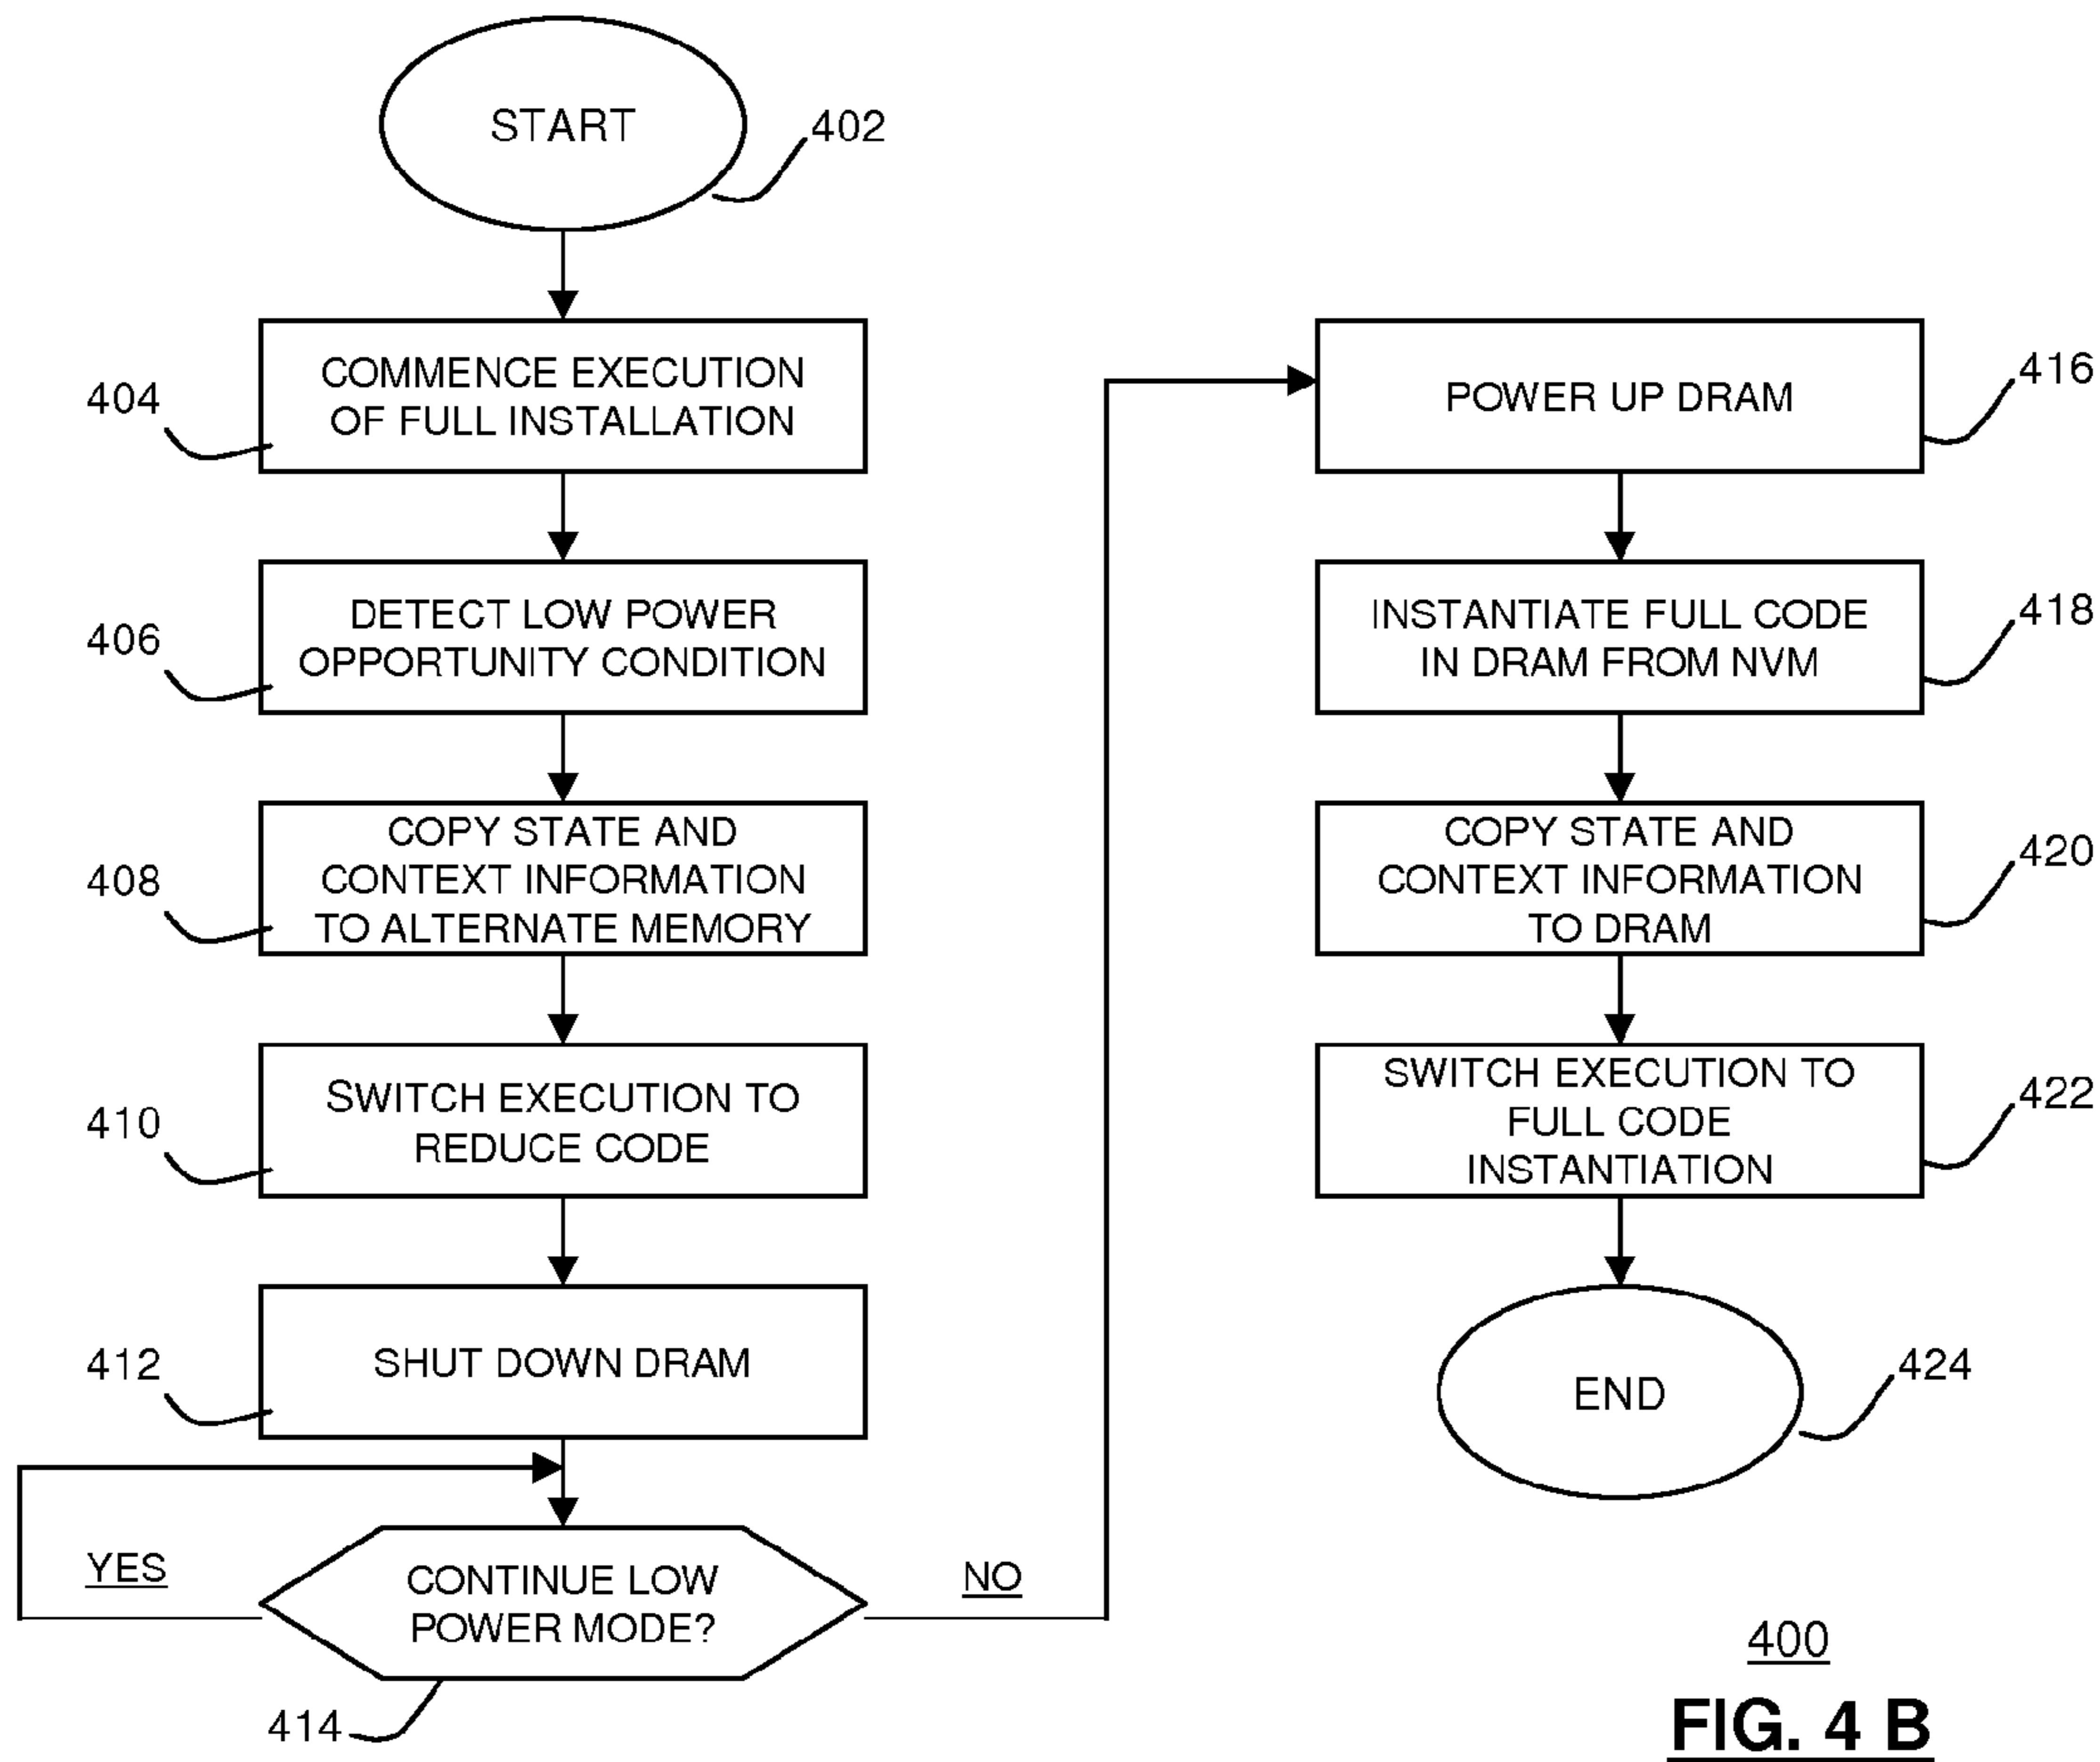 START
402
COMMENCE EXECUTION
OF FULL INSTALLATION
404
DETECT LOW POWER
OPPORTUNITY CONDITION
406
COPY STATE AND
CONTEXT INFORMATION
TO ALTERNATE MEMORY
408
SWITCH EXECUTION TO
REDUCE CODE
410
SHUT DOWN DRAM
412
YES
CONTINUE LOW
POWER MODE?
NO
414
POWER UP DRAM
416
INSTANTIATE FULL CODE
IN DRAM FROM NVM
418
COPY STATE AND
CONTEXT INFORMATION
TO DRAM
420
SWITCH EXECUTION TO
FULL CODE
INSTANTIATION
422
END
424
400
FIG. 4 B